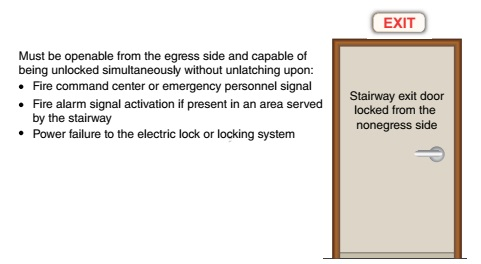 EXIT
Must be openable from the egress side and capable of
being unlocked simultaneously without unlatching upon:
• Fire command center or emergency personnel signal
• Fire alarm signal activation if present in an area served
by the stairway
• Power failure to the electric lock or locking system
Stairway exit door
locked from the
nonegress side